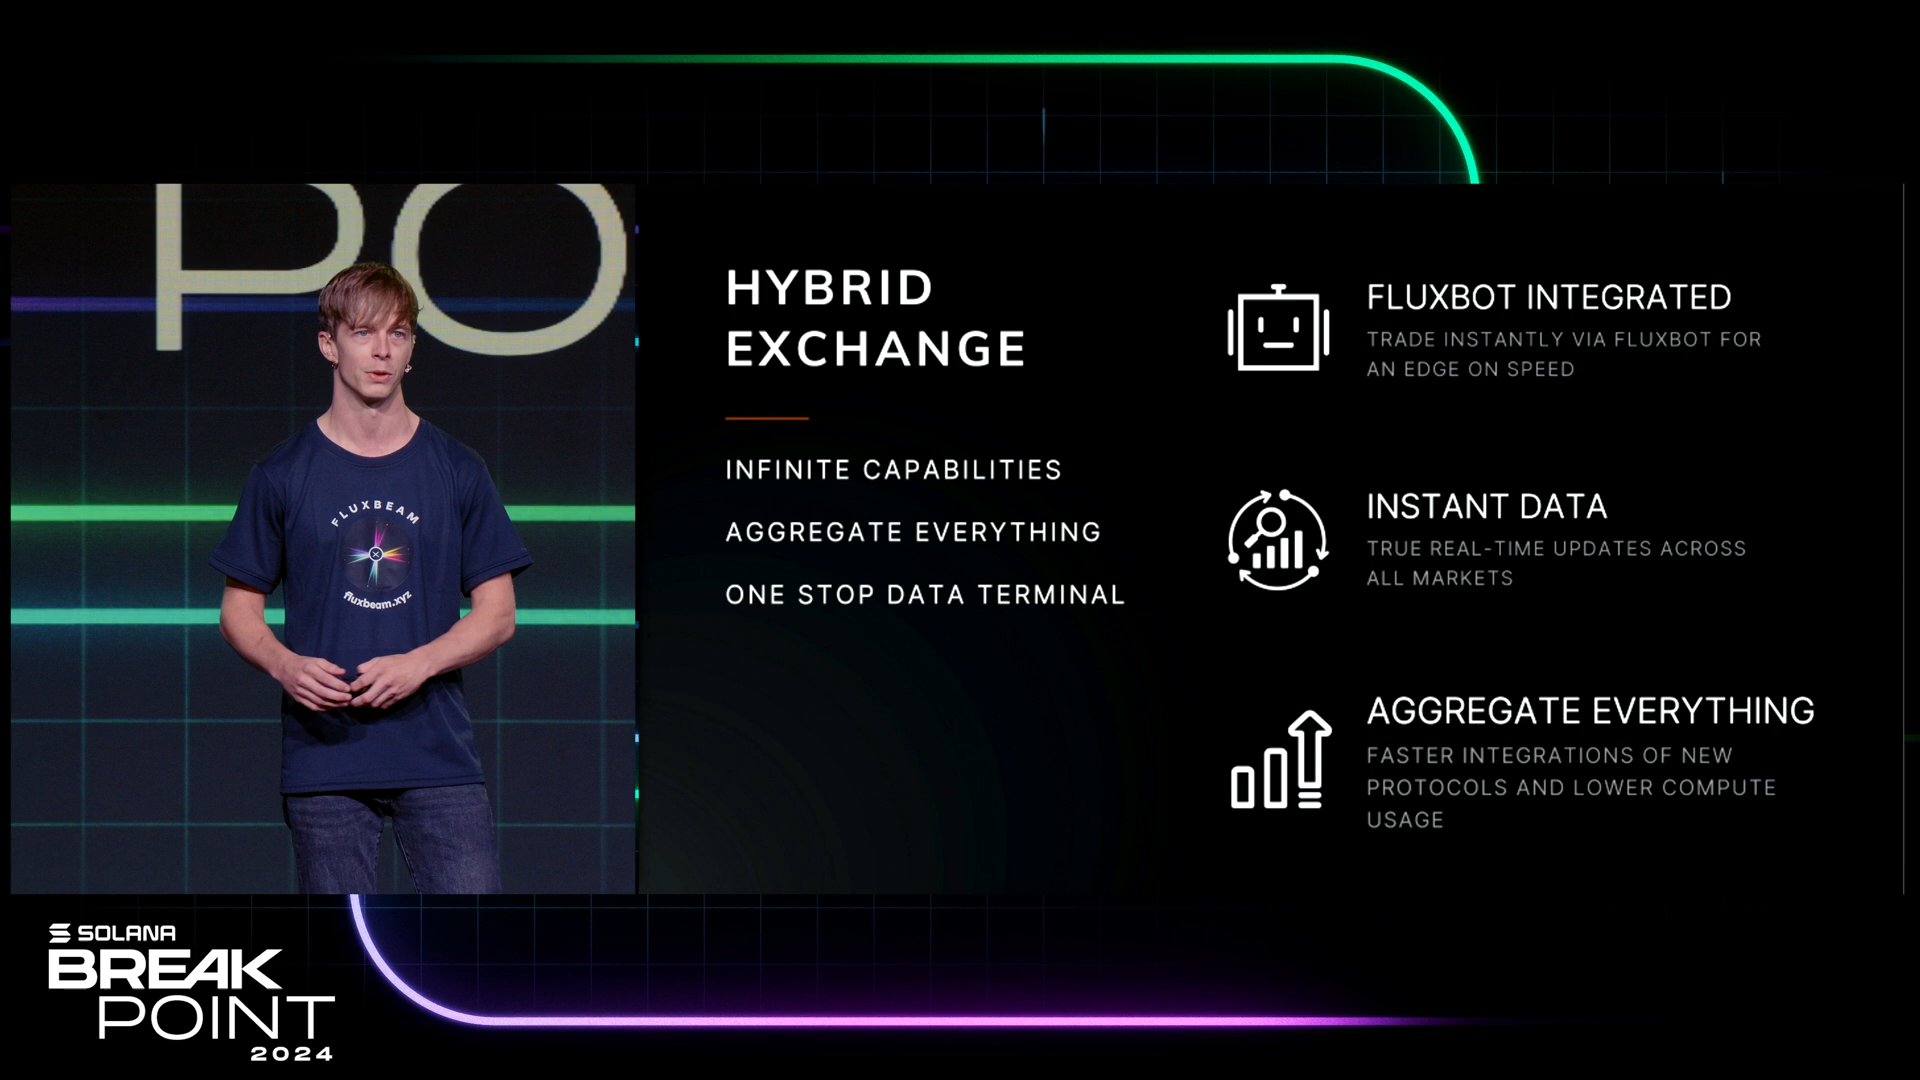 PO
FLUXBEAM
fluxbeam.xyz
HYBRID
EXCHANGE
INFINITE CAPABILITIES
AGGREGATE EVERYTHING
ONE STOP DATA TERMINAL
FLUXBOT INTEGRATED
TRADE INSTANTLY VIA FLUXBOT FOR
AN EDGE ON SPEED
INSTANT DATA
TRUE REAL-TIME UPDATES ACROSS
ALL MARKETS
AGGREGATE EVERYTHING
FASTER INTEGRATIONS OF NEW
PROTOCOLS AND LOWER COMPUTE
USAGE
SOLANA
BREAK
POINT
2024